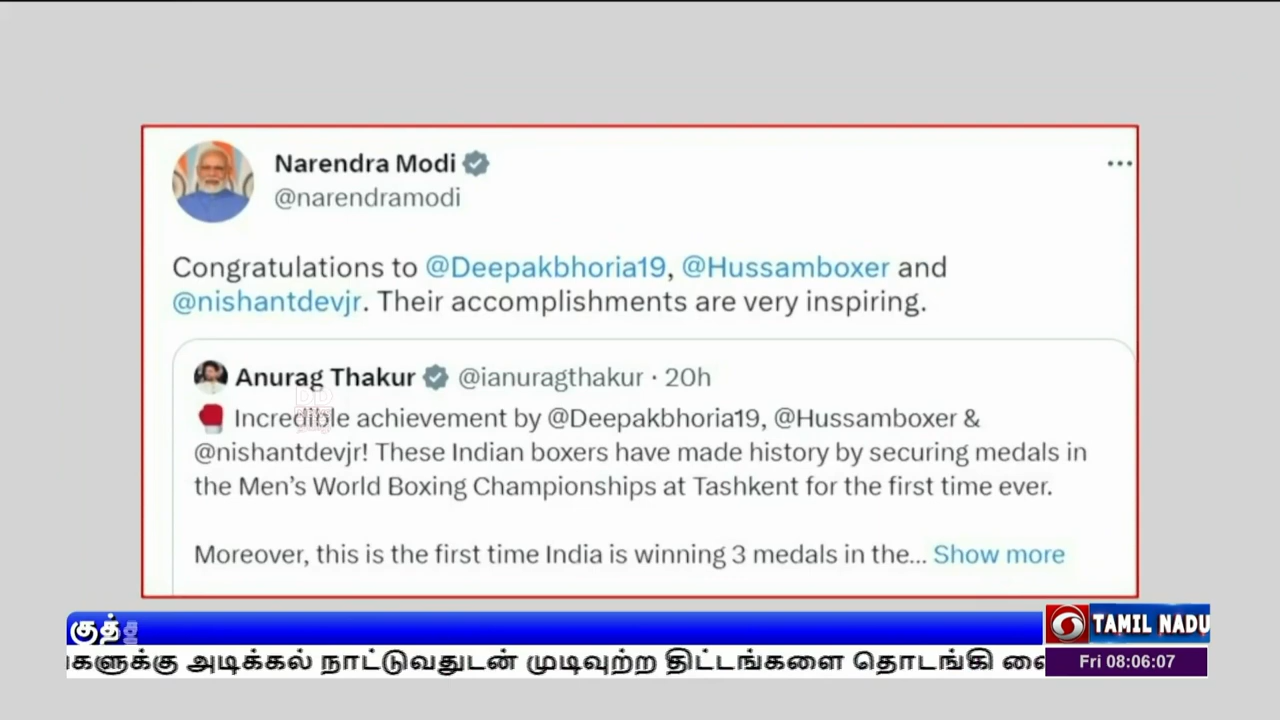 Narendra Modi
@narendramodi
Congratulations to @Deepakbhoria19, @Hussamboxer and
@nishantdevjr. Their accomplishments are very inspiring.
Anurag Thakur @ianuragthakur · 20h
🥊 Incredible achievement by @Deepakbhoria19, @Hussamboxer &
@nishantdevjr! These Indian boxers have made history by securing medals in
the Men's World Boxing Championships at Tashkent for the first time ever.
Moreover, this is the first time India is winning 3 medals in the... Show more
குத்
TAMIL NADU
களுக்கு அடிக்கல் நாட்டுவதுடன் முடிவுற்ற திட்டங்களை தொடங்கி வை
Fri 08:06:07